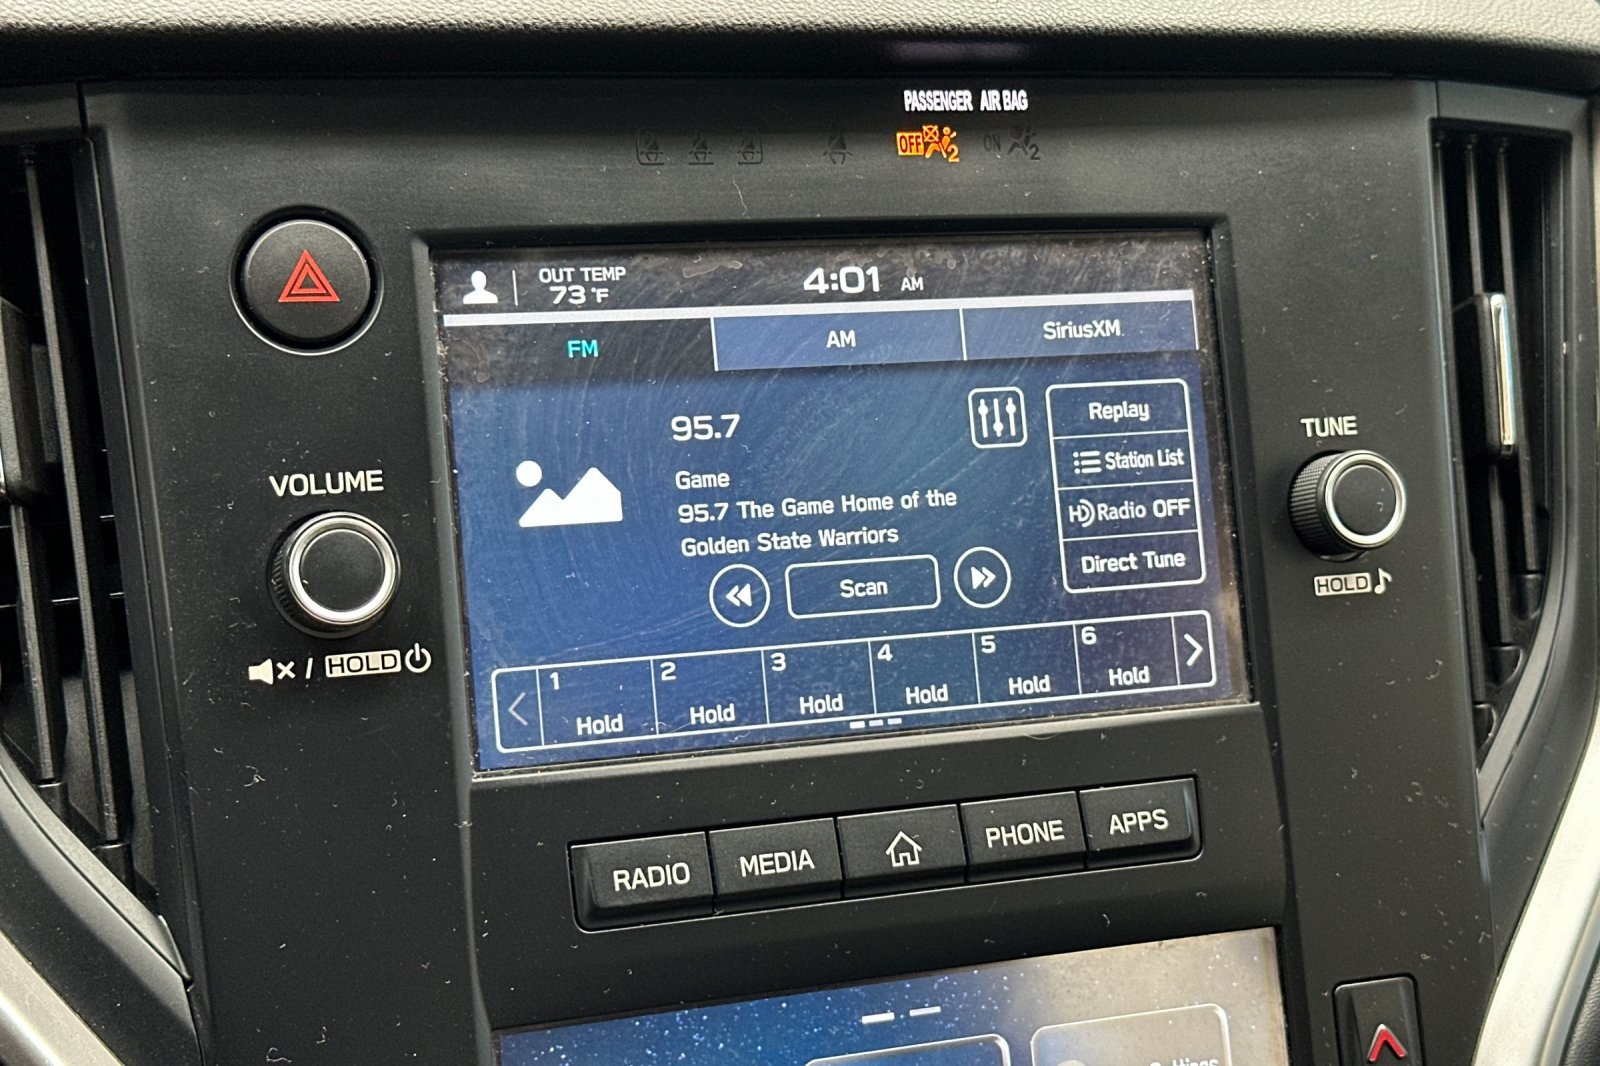 PASSENGER AIR BAG
OFF 2 ON 2
OUT TEMP
73°F
4:01 AM
FM AM SiriusXM
95.7
Game
95.7 The Game Home of the
Golden State Warriors
Scan
Replay
Station List
HD Radio OFF
Direct Tune
1 Hold
2 Hold
3 Hold
4 Hold
5 Hold
6 Hold
VOLUME
/ HOLD
TUNE
HOLD
RADIO
MEDIA
PHONE
APPS